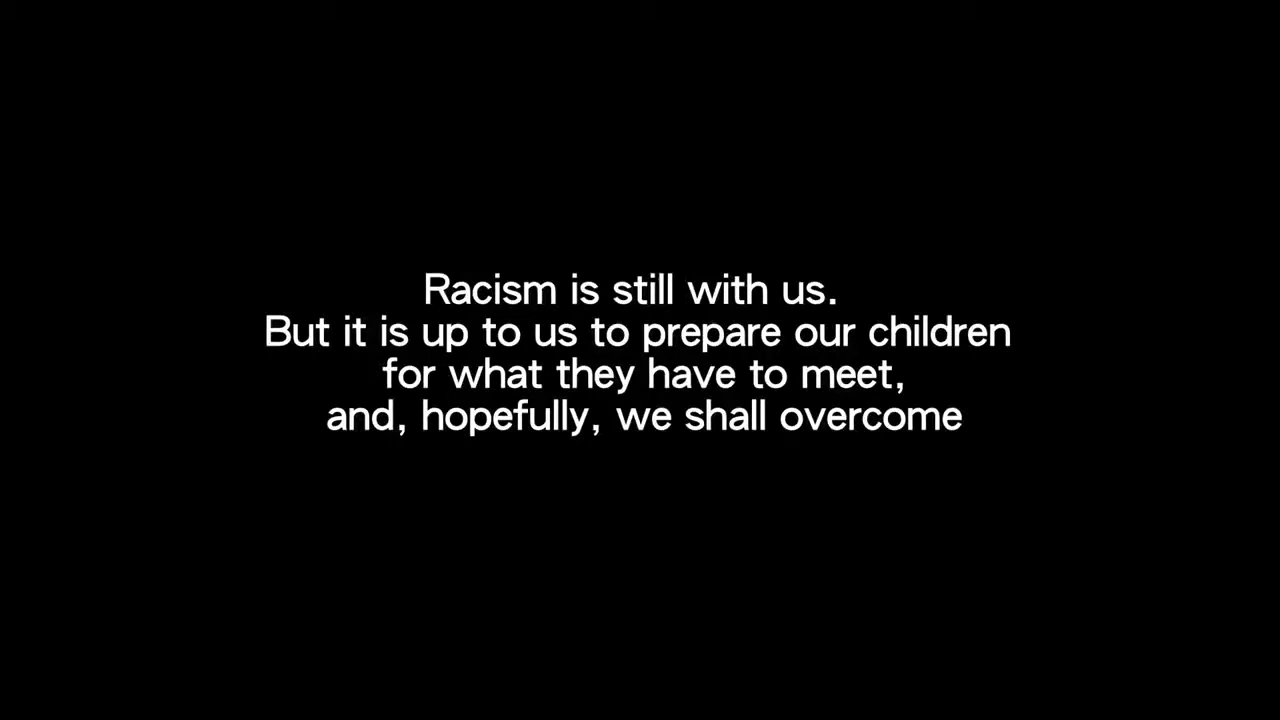 Racism is still with us.
But it is up to us to prepare our children
for what they have to meet,
and, hopefully, we shall overcome